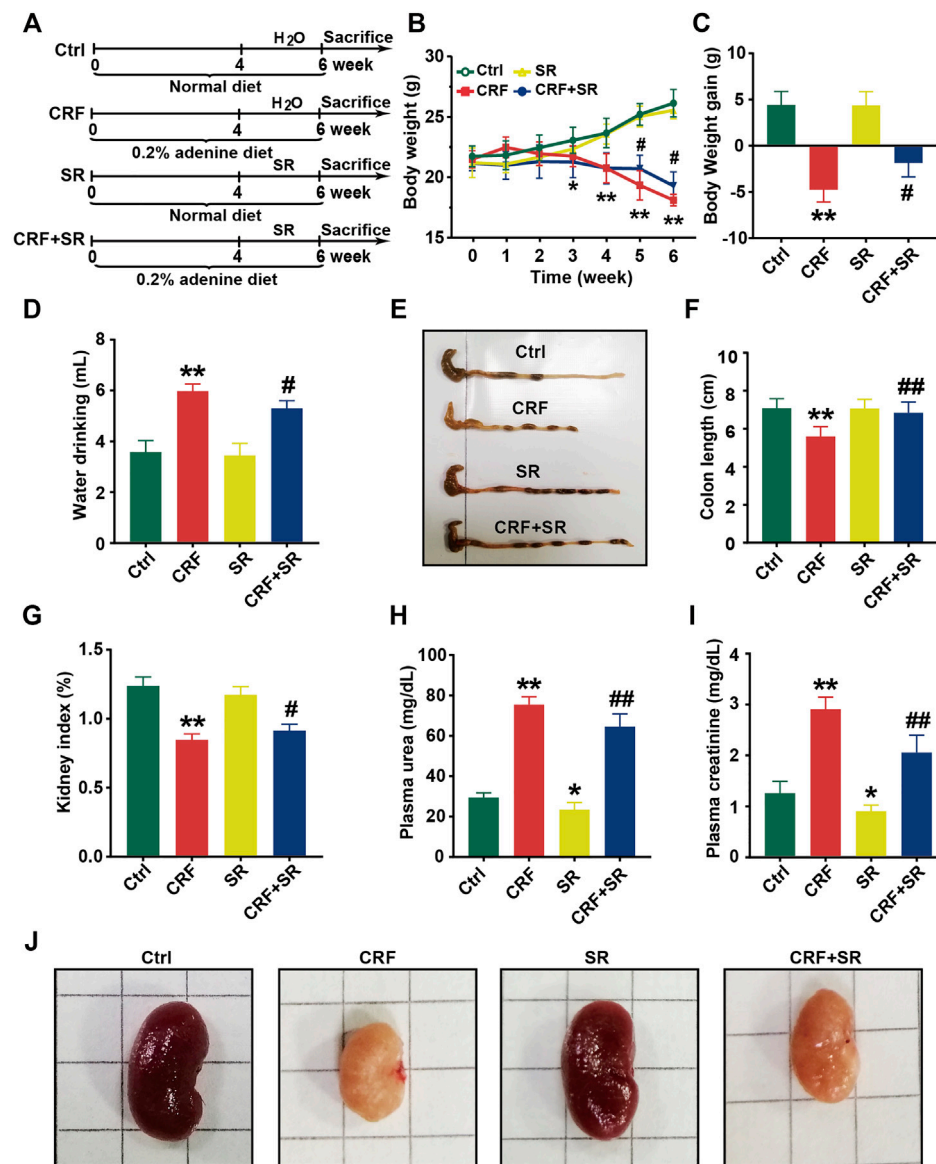 A
Ctrl
H2O
Sacrifice
0
4
6
week
Normal diet
CRF
H2O
Sacrifice
0
4
6
week
0.2% adenine diet
SR
SR
Sacrifice
0
4
6
week
Normal diet
CRF+SR
SR
Sacrifice
0
4
6
week
0.2% adenine diet
B
Body weight (g)
30
25
20
15
Ctrl
SR
CRF
CRF+SR
#
#
*
**
**
**
0 1 2 3 4 5 6
Time (week)
C
Body Weight gain (g)
10
5
0
-5
-10
**
#
Ctrl
CRF
SR
CRF+SR
D
Water drinking (mL)
8
6
4
2
0
**
#
Ctrl
CRF
SR
CRF+SR
E
Ctrl
CRF
SR
CRF+SR
F
Colon length (cm)
10
8
6
4
2
0
**
##
Ctrl
CRF
SR
CRF+SR
G
Kidney index (%)
1.5
1.0
0.5
0.0
**
#
Ctrl
CRF
SR
CRF+SR
H
Plasma urea (mg/dL)
100
80
60
40
20
0
**
*
##
Ctrl
CRF
SR
CRF+SR
I
Plasma creatinine (mg/dL)
4
3
2
1
0
**
*
##
Ctrl
CRF
SR
CRF+SR
J
Ctrl
CRF
SR
CRF+SR